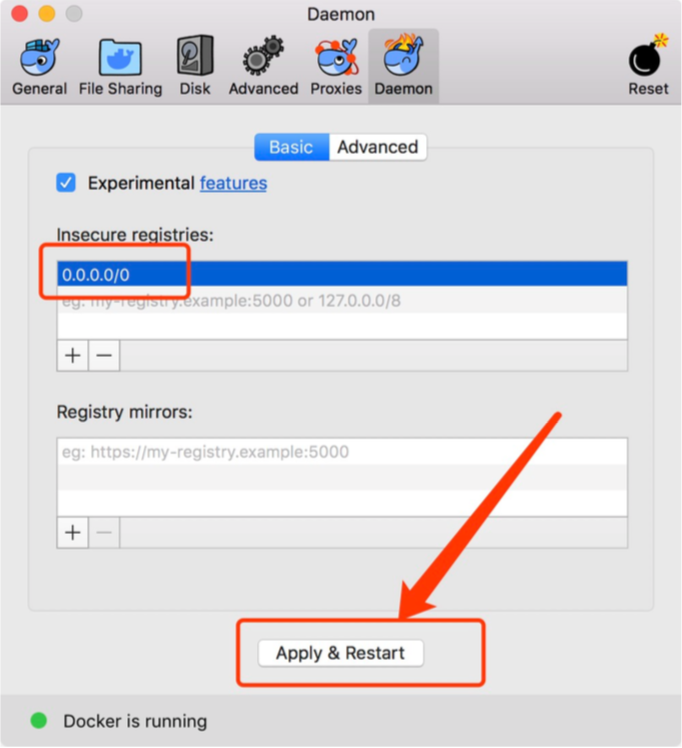 Daemon
General File Sharing Disk Advanced Proxies Daemon Reset
Basic Advanced
Experimental features
Insecure registries:
0.0.0.0/0
eg: my-registry.example:5000 or 127.0.0.0/8
+ −
Registry mirrors:
eg: https://my-registry.example:5000
+ −
Apply & Restart
Docker is running